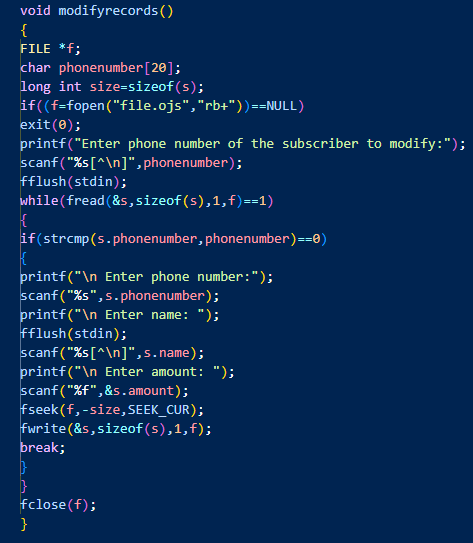 void modifyrecords()
{
FILE *f;
char phonenumber[20];
long int size=sizeof(s);
if((f=fopen("file.ojs","rb+"))==NULL)
exit(0);
printf("Enter phone number of the subscriber to modify:");
scanf("%s[^\n]",phonenumber);
fflush(stdin);
while(fread(&s,sizeof(s),1,f)==1)
{
if(strcmp(s.phonenumber,phonenumber)==0)
{
printf("\n Enter phone number:");
scanf("%s",s.phonenumber);
printf("\n Enter name: ");
fflush(stdin);
scanf("%s[^\n]",s.name);
printf("\n Enter amount: ");
scanf("%f",&s.amount);
fseek(f,-size,SEEK_CUR);
fwrite(&s,sizeof(s),1,f);
break;
}
}
fclose(f);
}